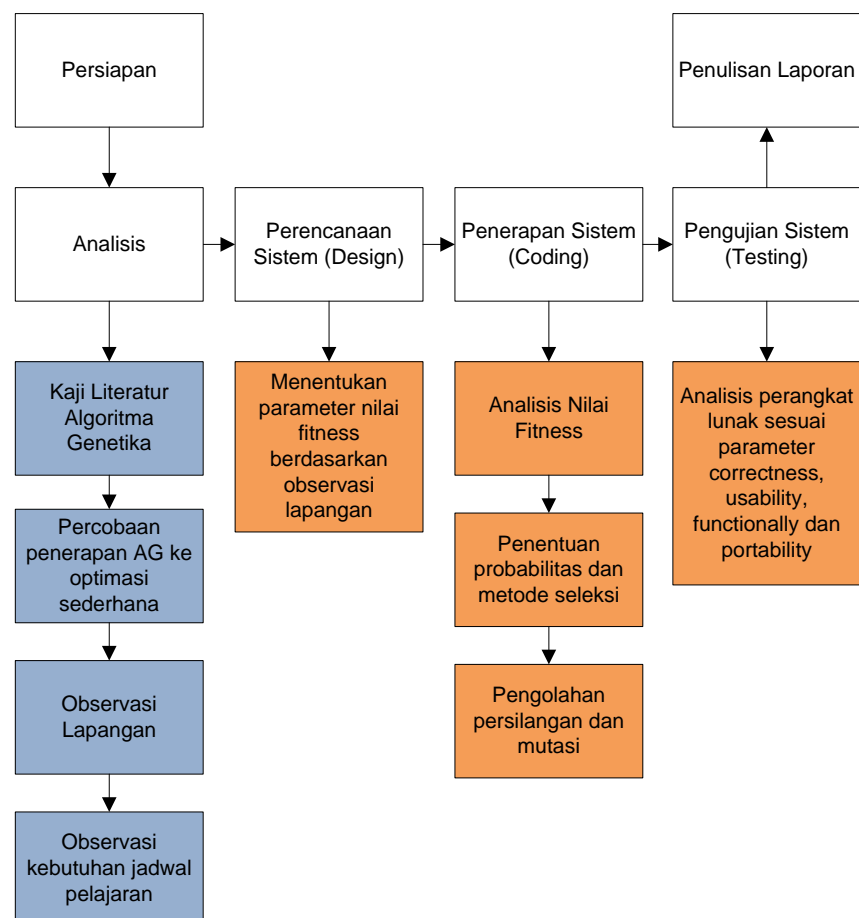 Persiapan
Penulisan Laporan
Analisis
Perencanaan
Sistem (Design)
Penerapan Sistem
(Coding)
Pengujian Sistem
(Testing)
Kaji Literatur
Algoritma
Genetika
Menentukan
parameter nilai
fitness
berdasarkan
observasi
lapangan
Analisis Nilai
Fitness
Analisis perangkat
lunak sesuai
parameter
correctness,
usability,
functionally dan
portability
Percobaan
penerapan AG ke
optimasi
sederhana
Penentuan
probabilitas dan
metode seleksi
Observasi
Lapangan
Pengolahan
persilangan dan
mutasi
Observasi
kebutuhan jadwal
pelajaran